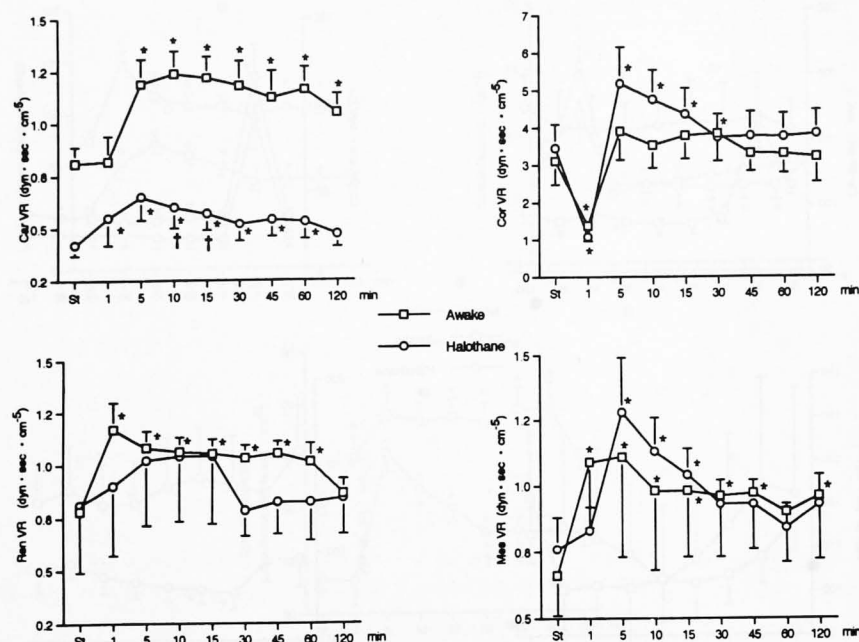 Car VR (dyn · sec · cm-5)
1.5
1.2
1.0
0.8
0.5
0.2
St 1 5 10 15 30 45 60 120 min
* * * * * * * *
* * * * * * *
† †
Cor VR (dyn · sec · cm-5)
7
6
5
4
3
2
1
0
St 1 5 10 15 30 45 60 120 min
* * * * *
*
Awake
Halothane
Ren VR (dyn · sec · cm-5)
1.5
1.2
1.0
0.8
0.5
0.2
St 1 5 10 15 30 45 60 120 min
* * * * * * *
Mes VR (dyn · sec · cm-5)
1.5
1.2
1.0
0.8
0.5
St 1 5 10 15 30 45 60 120 min
* * * *
* * * * * *